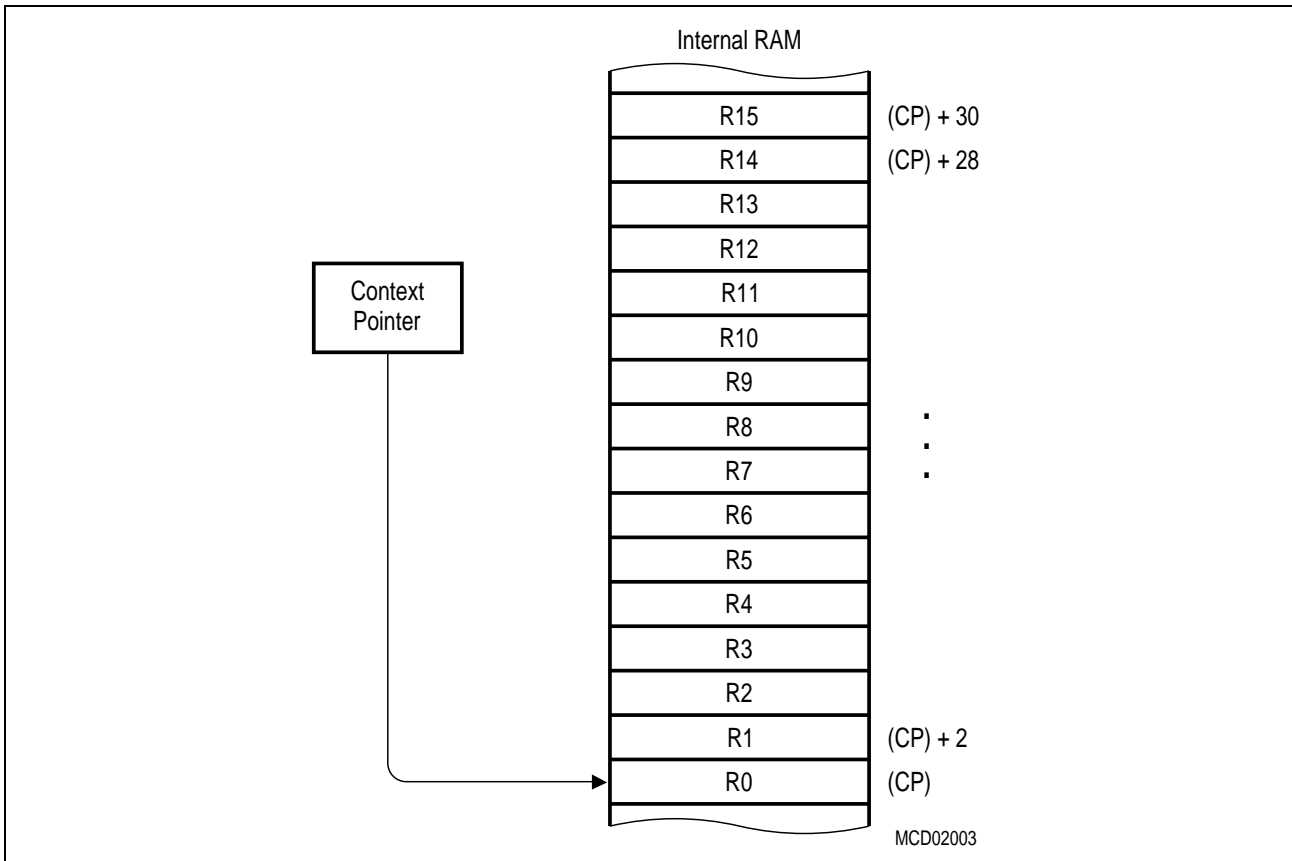 Internal RAM
R15 (CP) + 30
R14 (CP) + 28
R13
R12
Context
Pointer
R11
R10
R9
R8
R7
R6
R5
R4
R3
R2
R1 (CP) + 2
R0 (CP)
MCD02003